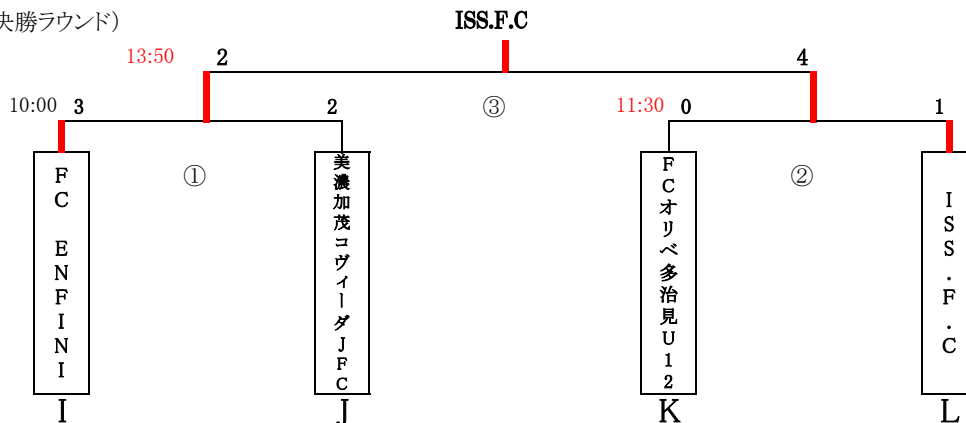 決勝ラウンド)
ISS.F.C
13:50
2
4
10:00
3
2
③
11:30
0
1
①
②
FC ENFINI
美濃加茂コヴィーダJFC
FCオリベ多治見U12
ISS.F.C
I
J
K
L